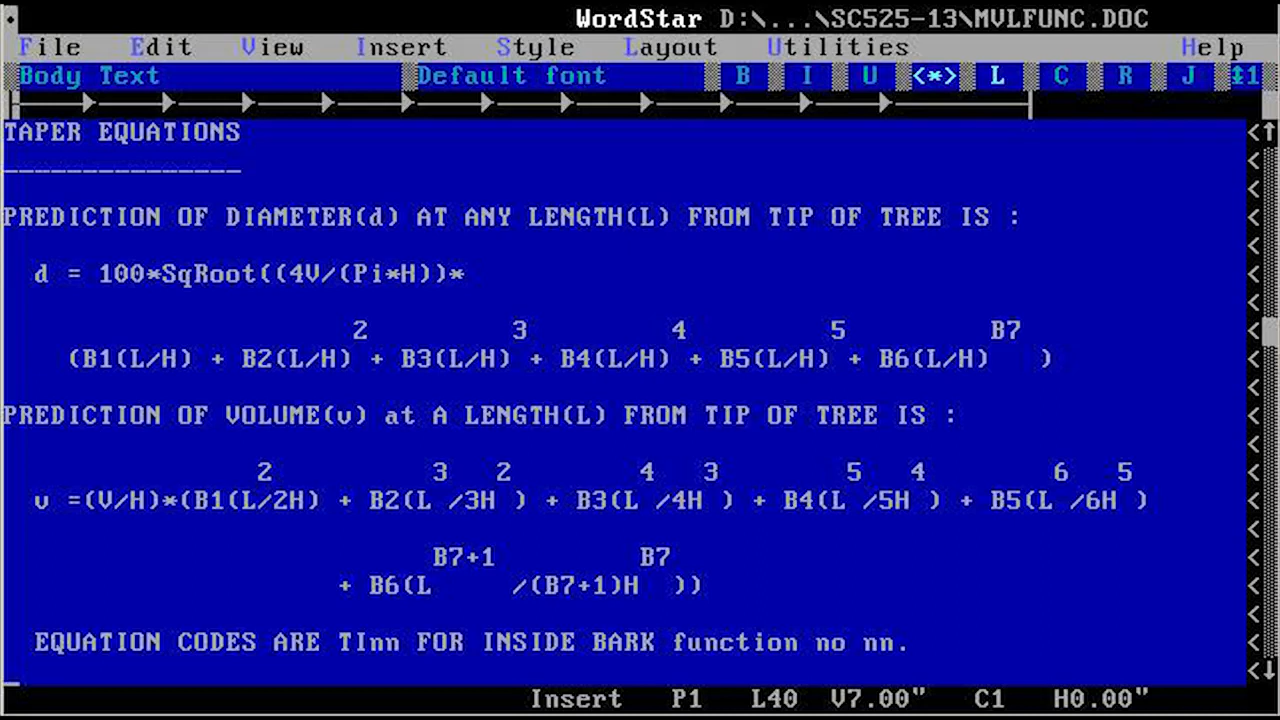 WordStar D:\...\SC525-13\MVLFUNC.DOC
File Edit View Insert Style Layout Utilities Help
Body Text Default font B I U <*> L C R J ‡1
TAPER EQUATIONS
---------------
PREDICTION OF DIAMETER(d) AT ANY LENGTH(L) FROM TIP OF TREE IS :
d = 100*SqRoot((4V/(Pi*H))*
2 3 4 5 B7
(B1(L/H) + B2(L/H) + B3(L/H) + B4(L/H) + B5(L/H) + B6(L/H) )
PREDICTION OF VOLUME(v) at A LENGTH(L) FROM TIP OF TREE IS :
2 3 2 4 3 5 4 6 5
v =(V/H)*(B1(L/2H) + B2(L /3H ) + B3(L /4H ) + B4(L /5H ) + B5(L /6H )
B7+1 B7
+ B6(L /(B7+1)H ))
EQUATION CODES ARE TInn FOR INSIDE BARK function no nn.
Insert P1 L40 V7.00" C1 H0.00"